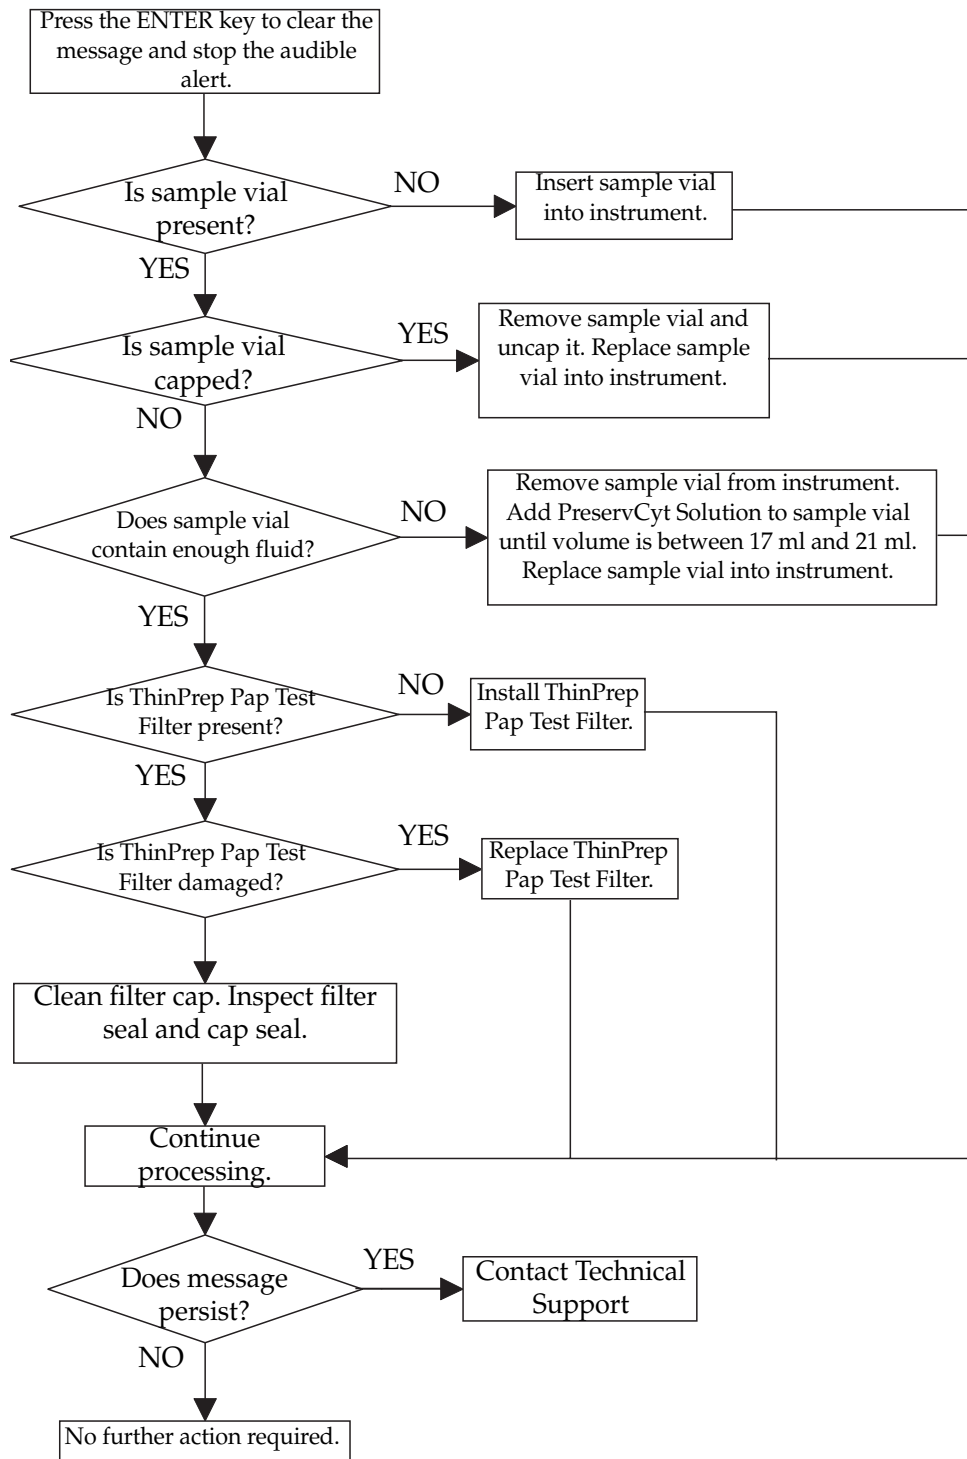 Press the ENTER key to clear the
message and stop the audible
alert.
Is sample vial
present?
NO
Insert sample vial
into instrument.
YES
Is sample vial
capped?
YES
Remove sample vial and
uncap it. Replace sample
vial into instrument.
NO
Does sample vial
contain enough fluid?
NO
Remove sample vial from instrument.
Add PreservCyt Solution to sample vial
until volume is between 17 ml and 21 ml.
Replace sample vial into instrument.
YES
Is ThinPrep Pap Test
Filter present?
NO
Install ThinPrep
Pap Test Filter.
YES
Is ThinPrep Pap Test
Filter damaged?
YES
Replace ThinPrep
Pap Test Filter.
Clean filter cap. Inspect filter
seal and cap seal.
Continue
processing.
Does message
persist?
YES
Contact Technical
Support
NO
No further action required.